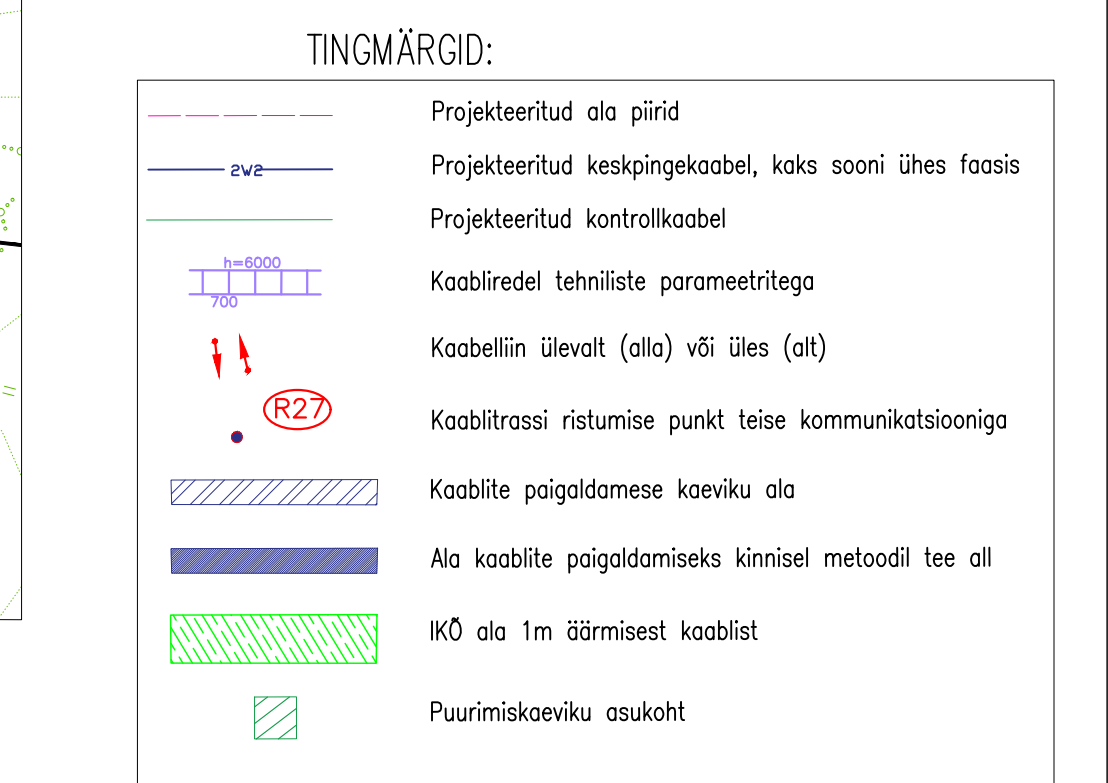 TINGMÄRGID:
Projekteeritud ala piirid
2W2 Projekteeritud keskpingekaabel, kaks sooni ühes faasis
Projekteeritud kontrollkaabel
h=6000
700
Kaabliredel tehniliste parameetritega
Kaabelliin ülevalt (alla) või üles (alt)
R27
Kaablitrassi ristumise punkt teise kommunikatsiooniga
Kaablite paigaldamese kaeviku ala
Ala kaablite paigaldamiseks kinnisel metoodil tee all
IKÕ ala 1m äärmisest kaablist
Puurimiskaeviku asukoht